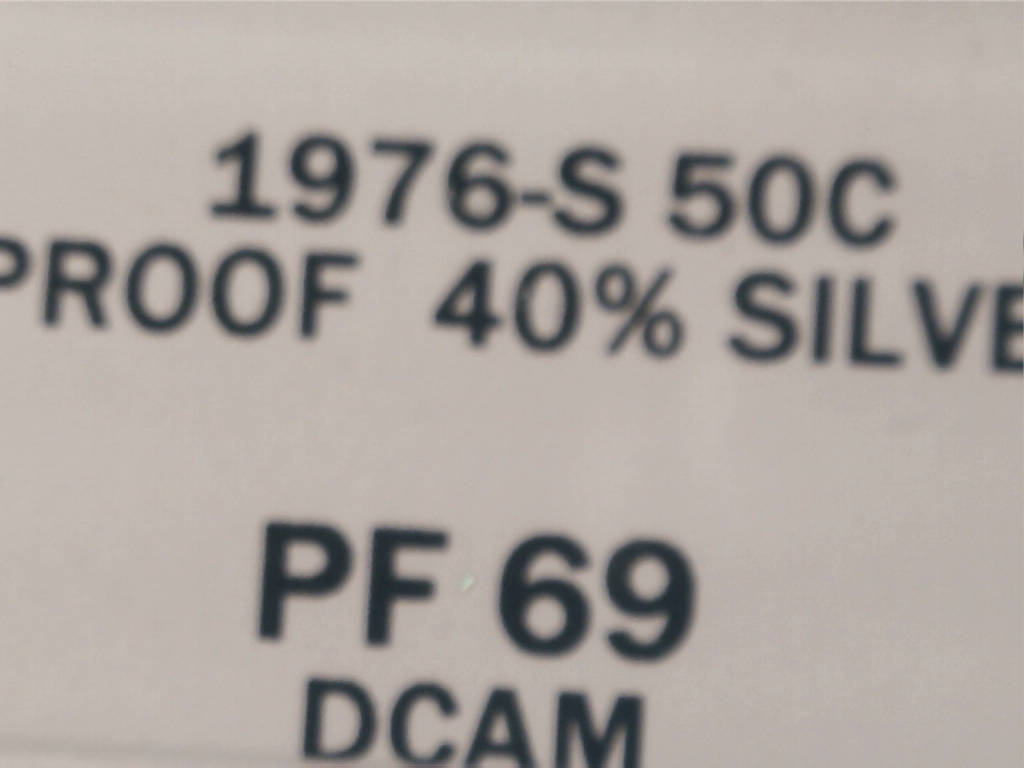 1976-S 50C
PROOF 40% SILVE
PF 69
DCAM